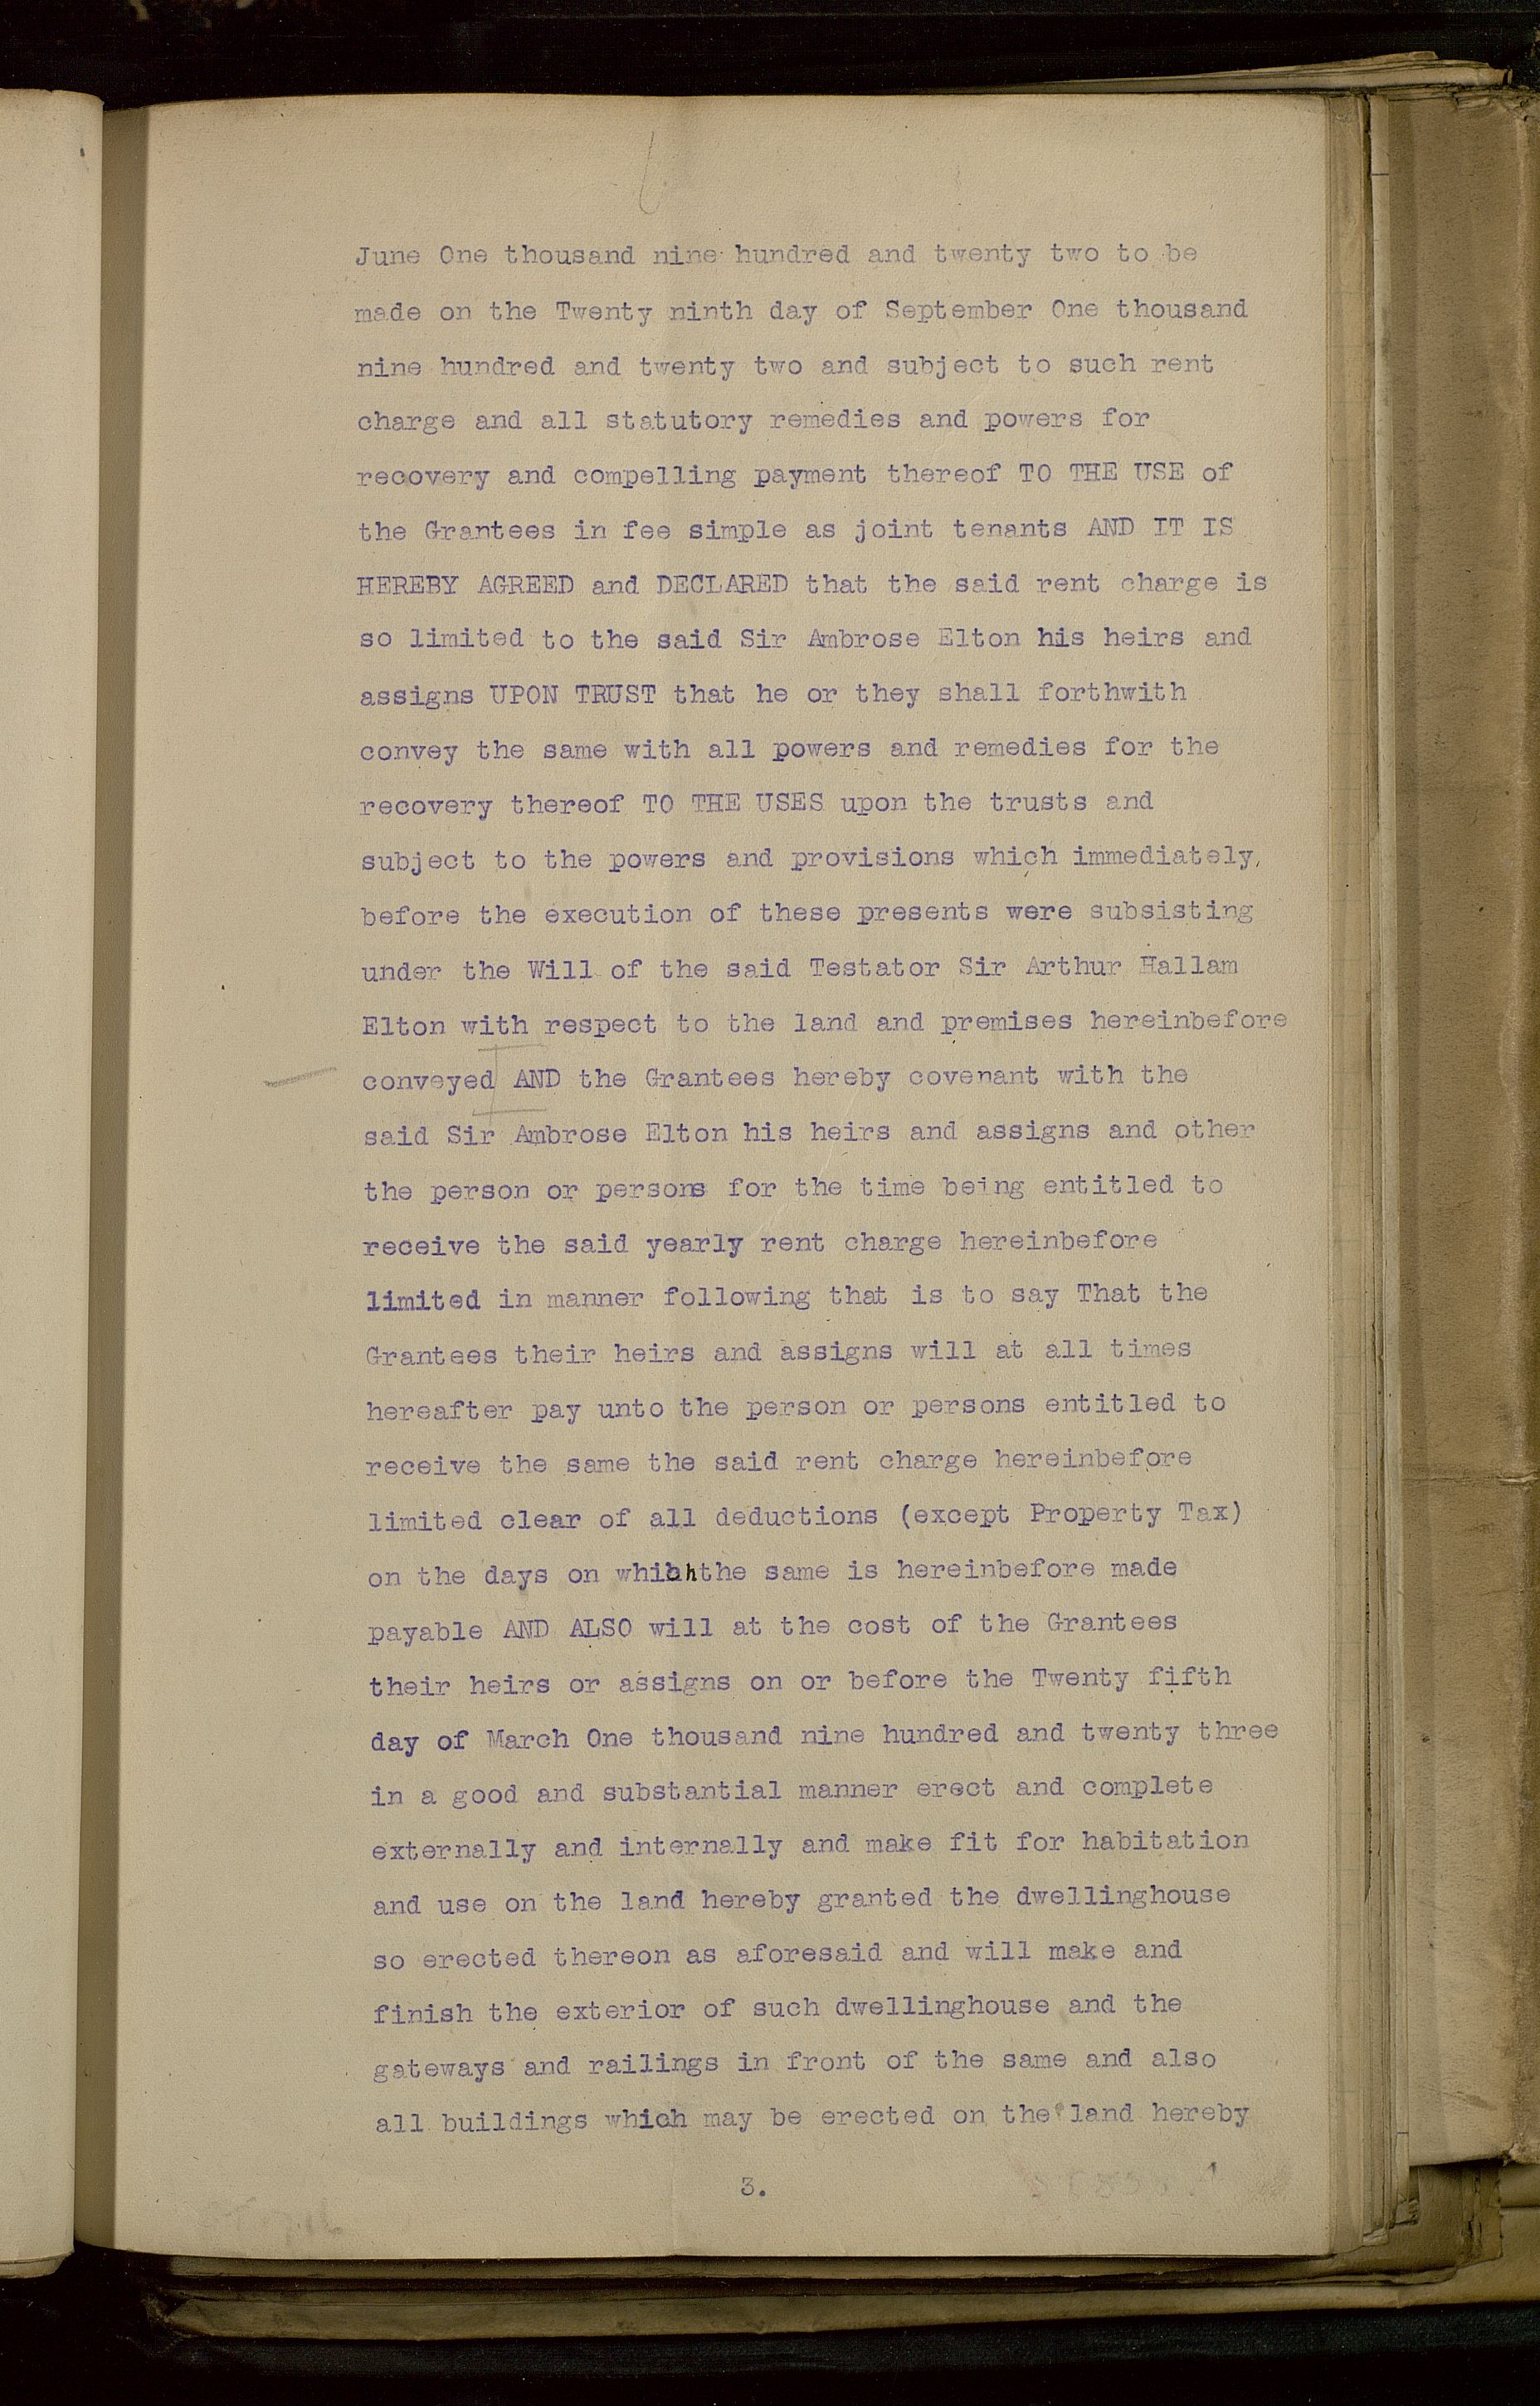 June One thousand nine hundred and twenty two to be
made on the Twenty ninth day of September One thousand
nine hundred and twenty two and subject to such rent
charge and all statutory remedies and powers for
recovery and compelling payment thereof TO THE USE of
the Grantees in fee simple as joint tenants AND IT IS
HEREBY AGREED and DECLARED that the said rent charge is
so limited to the said Sir Ambrose Elton his heirs and
assigns UPON TRUST that he or they shall forthwith
convey the same with all powers and remedies for the
recovery thereof TO THE USES upon the trusts and
subject to the powers and provisions which immediately,
before the execution of these presents were subsisting
under the Will of the said Testator Sir Arthur Hallam
Elton with respect to the land and premises hereinbefore
conveyed AND the Grantees hereby covenant with the
said Sir Ambrose Elton his heirs and assigns and other
the person or persons for the time being entitled to
receive the said yearly rent charge hereinbefore
limited in manner following that is to say That the
Grantees their heirs and assigns will at all times
hereafter pay unto the person or persons entitled to
receive the same the said rent charge hereinbefore
limited clear of all deductions (except Property Tax)
on the days on which the same is hereinbefore made
payable AND ALSO will at the cost of the Grantees
their heirs or assigns on or before the Twenty fifth
day of March One thousand nine hundred and twenty three
in a good and substantial manner erect and complete
externally and internally and make fit for habitation
and use on the land hereby granted the dwellinghouse
so erected thereon as aforesaid and will make and
finish the exterior of such dwellinghouse and the
gateways and railings in front of the same and also
all buildings which may be erected on the land hereby
3.